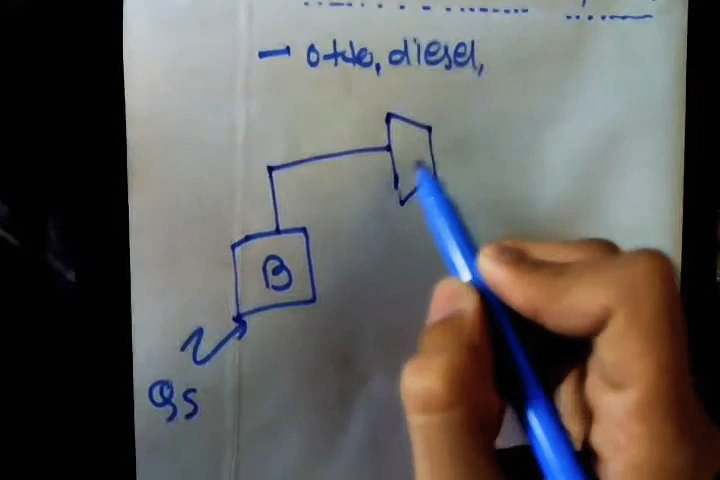 - otto, diesel,
B
Qs